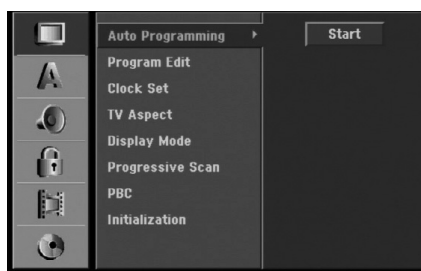 Auto Programming Start
Program Edit
Clock Set
TV Aspect
Display Mode
Progressive Scan
PBC
Initialization